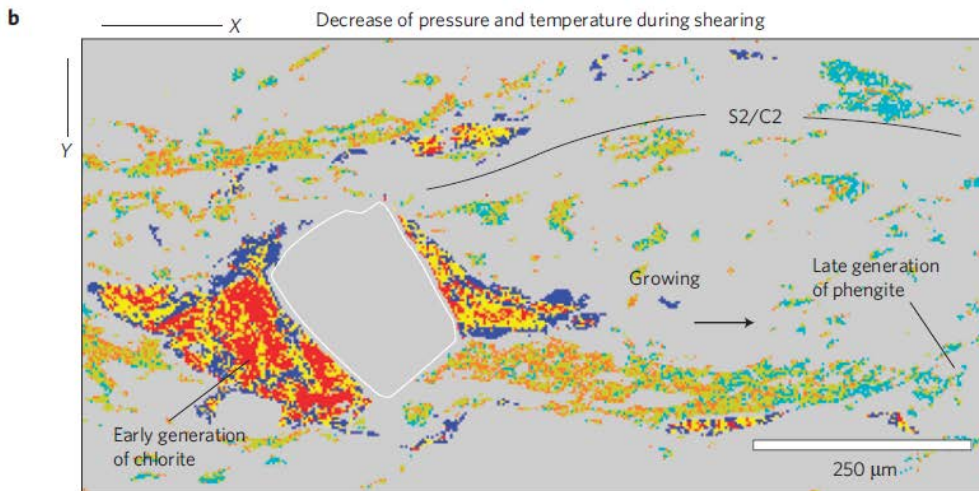 b
Decrease of pressure and temperature during shearing
X
Y
S2/C2
Growing
Late generation
of phengite
Early generation
of chlorite
250 μm